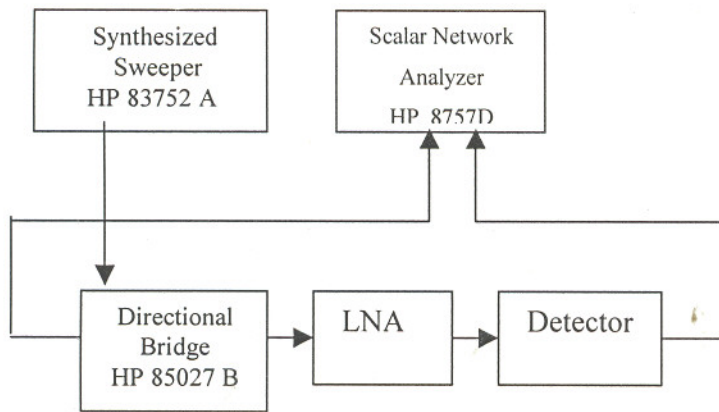 Synthesized
Sweeper
HP 83752 A
Scalar Network
Analyzer
HP 8757D
Directional
Bridge
HP 85027 B
LNA
Detector